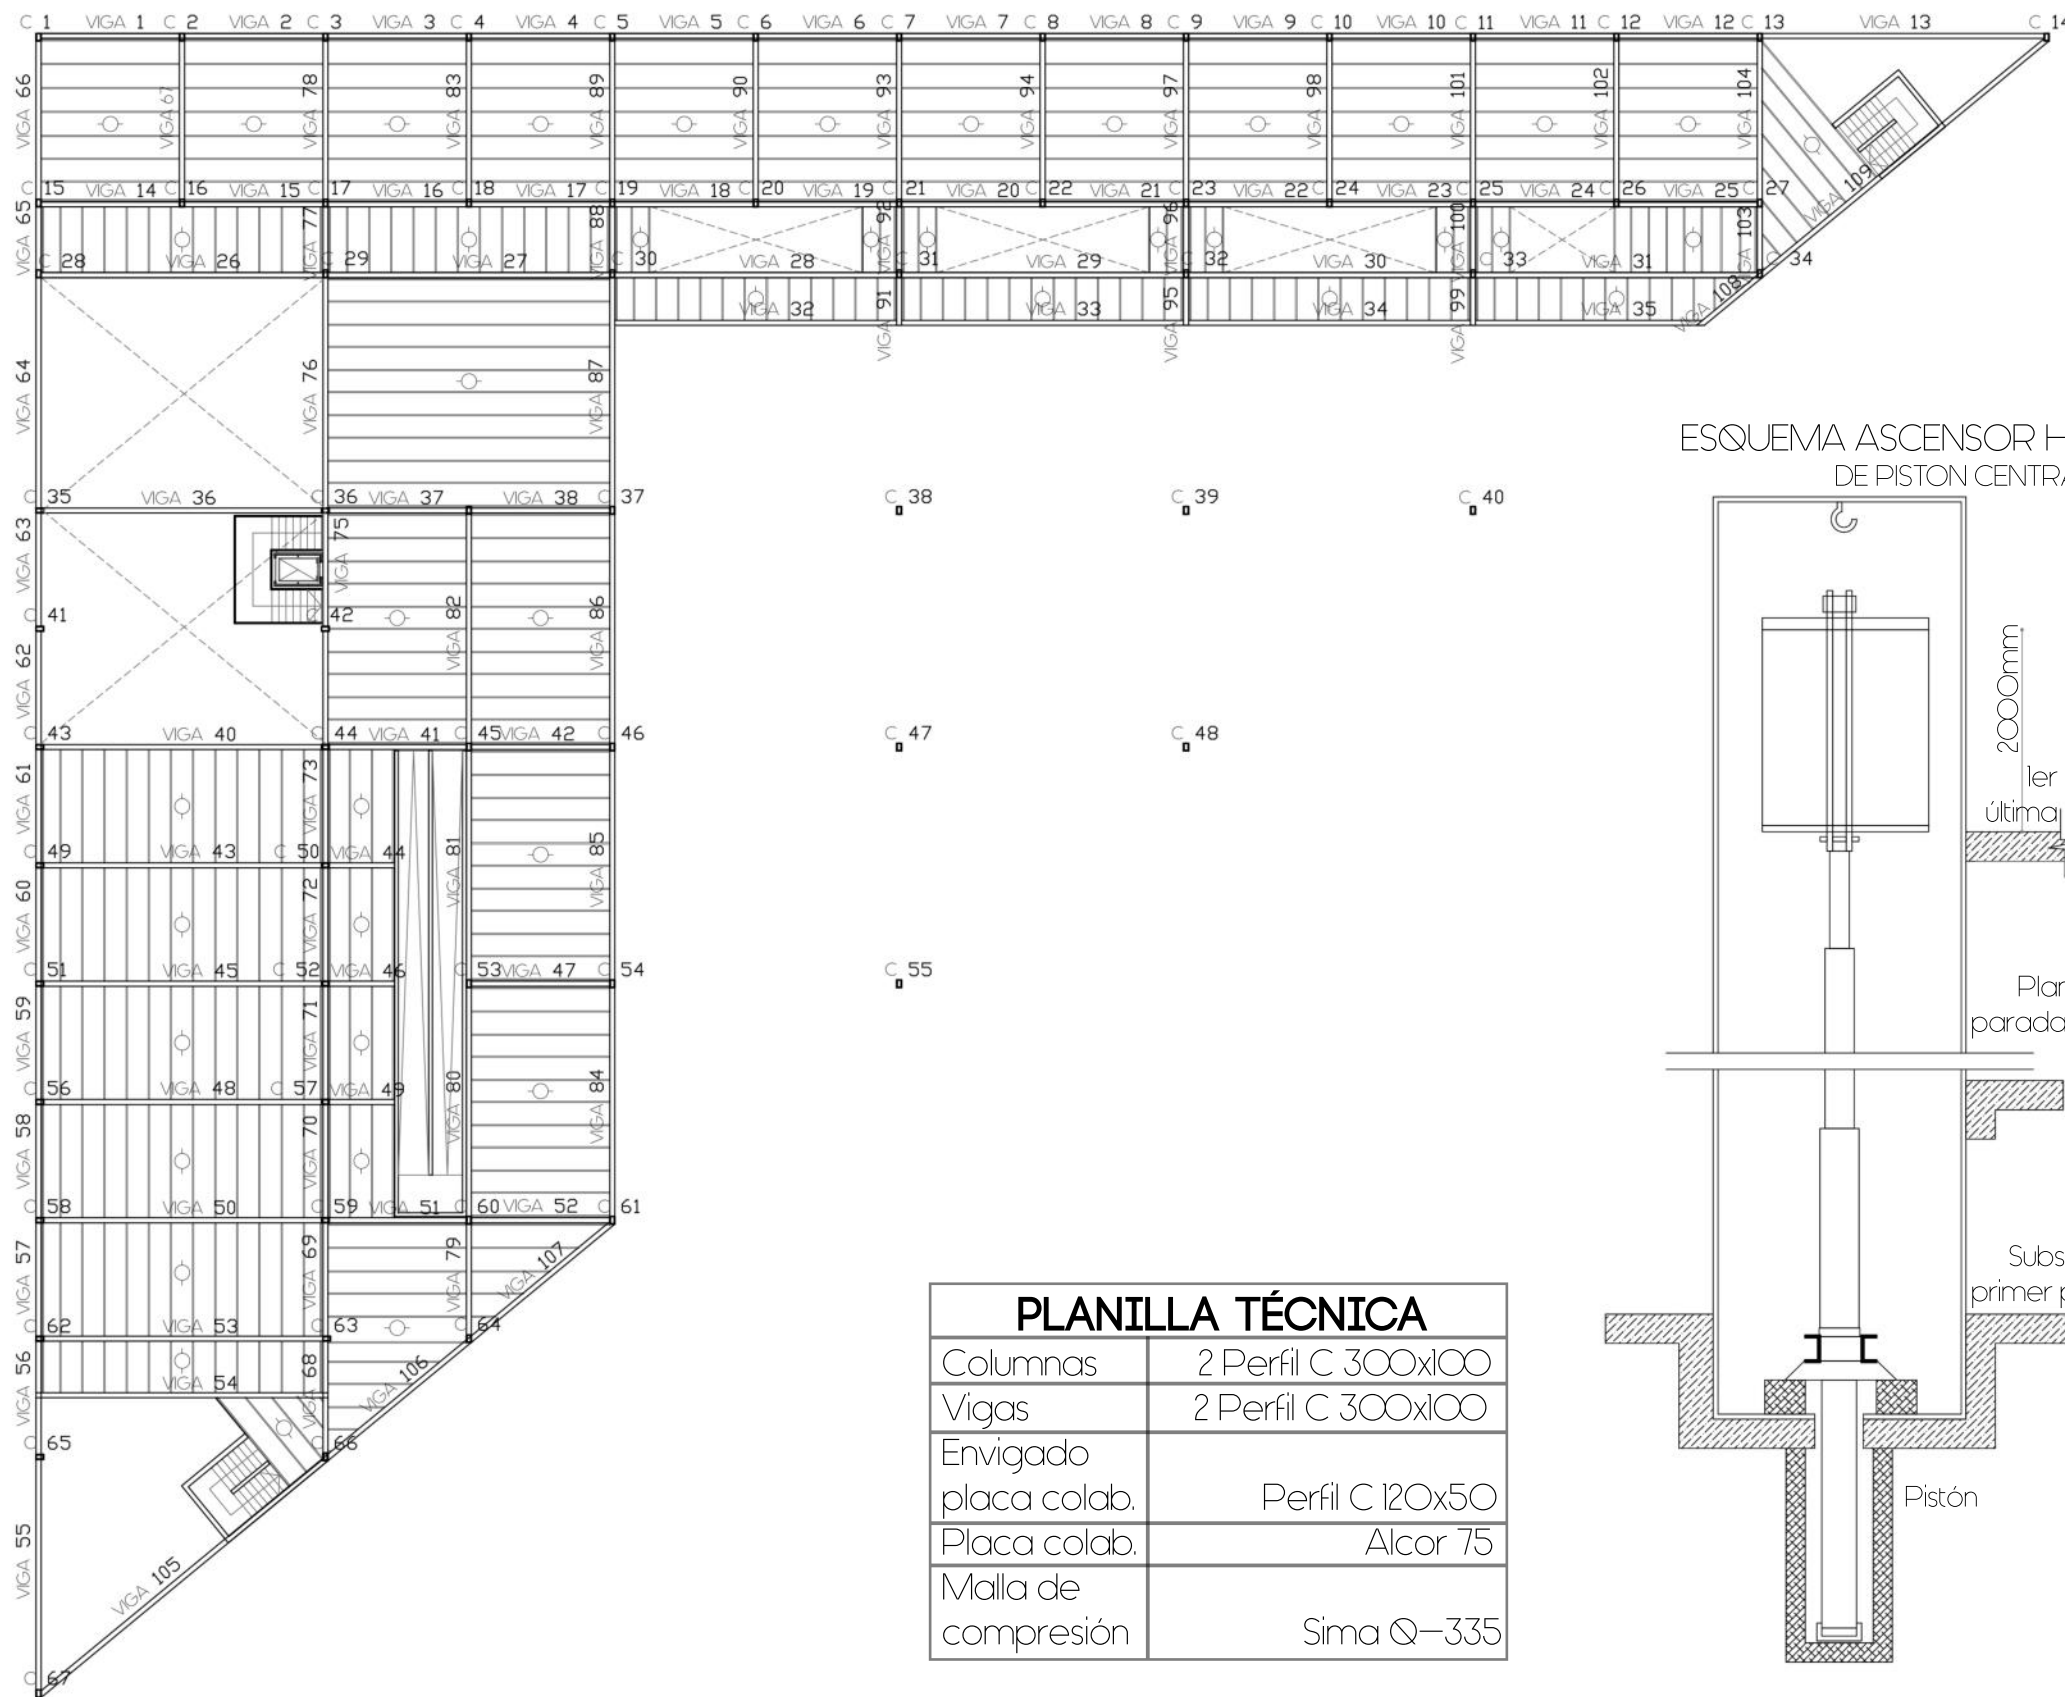 C 1 VIGA 1 C 2 VIGA 2 C 3 VIGA 3 C 4 VIGA 4 C 5 VIGA 5 C 6 VIGA 6 C 7 VIGA 7 C 8 VIGA 8 C 9 VIGA 9 C 10 VIGA 10 C 11 VIGA 11 C 12 VIGA 12 C 13 VIGA 13 C 14
VIGA 66 VIGA 67 VIGA 78 VIGA 83 VIGA 89 VIGA 90 VIGA 93 VIGA 94 VIGA 97 VIGA 98 VIGA 101 VIGA 102 VIGA 104
VIGA 109
C 15 VIGA 14 C 16 VIGA 15 C 17 VIGA 16 C 18 VIGA 17 C 19 VIGA 18 C 20 VIGA 19 C 21 VIGA 20 C 22 VIGA 21 C 23 VIGA 22 C 24 VIGA 23 C 25 VIGA 24 C 26 VIGA 25 C 27
VIGA 65 VIGA 77 VIGA 88 VIGA 92 VIGA 96 VIGA 100 VIGA 103
C 28 VIGA 26 C 29 VIGA 27 C 30 VIGA 28 C 31 VIGA 29 C 32 VIGA 30 C 33 VIGA 31 C 34
VIGA 32 VIGA 91 VIGA 33 VIGA 95 VIGA 34 VIGA 99 VIGA 35 VIGA 108
VIGA 64 VIGA 76 VIGA 87
ESQUEMA ASCENSOR H
DE PISTON CENTRA
C 35 VIGA 36 C 36 VIGA 37 VIGA 38 C 37 C 38 C 39 C 40
VIGA 63 VIGA 75
C 41 C 42 VIGA 82 VIGA 86
VIGA 62
2000mm
C 43 VIGA 40 C 44 VIGA 41 C 45 VIGA 42 C 46 C 47 C 48
1er
última
VIGA 61 VIGA 73 VIGA 81 VIGA 85
C 49 VIGA 43 C 50 VIGA 44
VIGA 60 VIGA 72
C 51 VIGA 45 C 52 VIGA 46 C 53 VIGA 47 C 54 C 55
Plan
parada
VIGA 59 VIGA 71
C 56 VIGA 48 C 57 VIGA 49 VIGA 80 VIGA 84
VIGA 58 VIGA 70
C 58 VIGA 50 C 59 VIGA 51 C 60 VIGA 52 C 61
VIGA 57 VIGA 69 VIGA 79 VIGA 107
Subs
primer p
C 62 VIGA 53 C 63 C 64
VIGA 56 VIGA 54 VIGA 68 VIGA 106
C 65 C 66
VIGA 55 VIGA 105
C 67
Pistón
PLANILLA TÉCNICA
Columnas 2 Perfil C 300x100
Vigas 2 Perfil C 300x100
Envigado
placa colab. Perfil C 120x50
Placa colab. Alcor 75
Malla de
compresión Sima Q-335